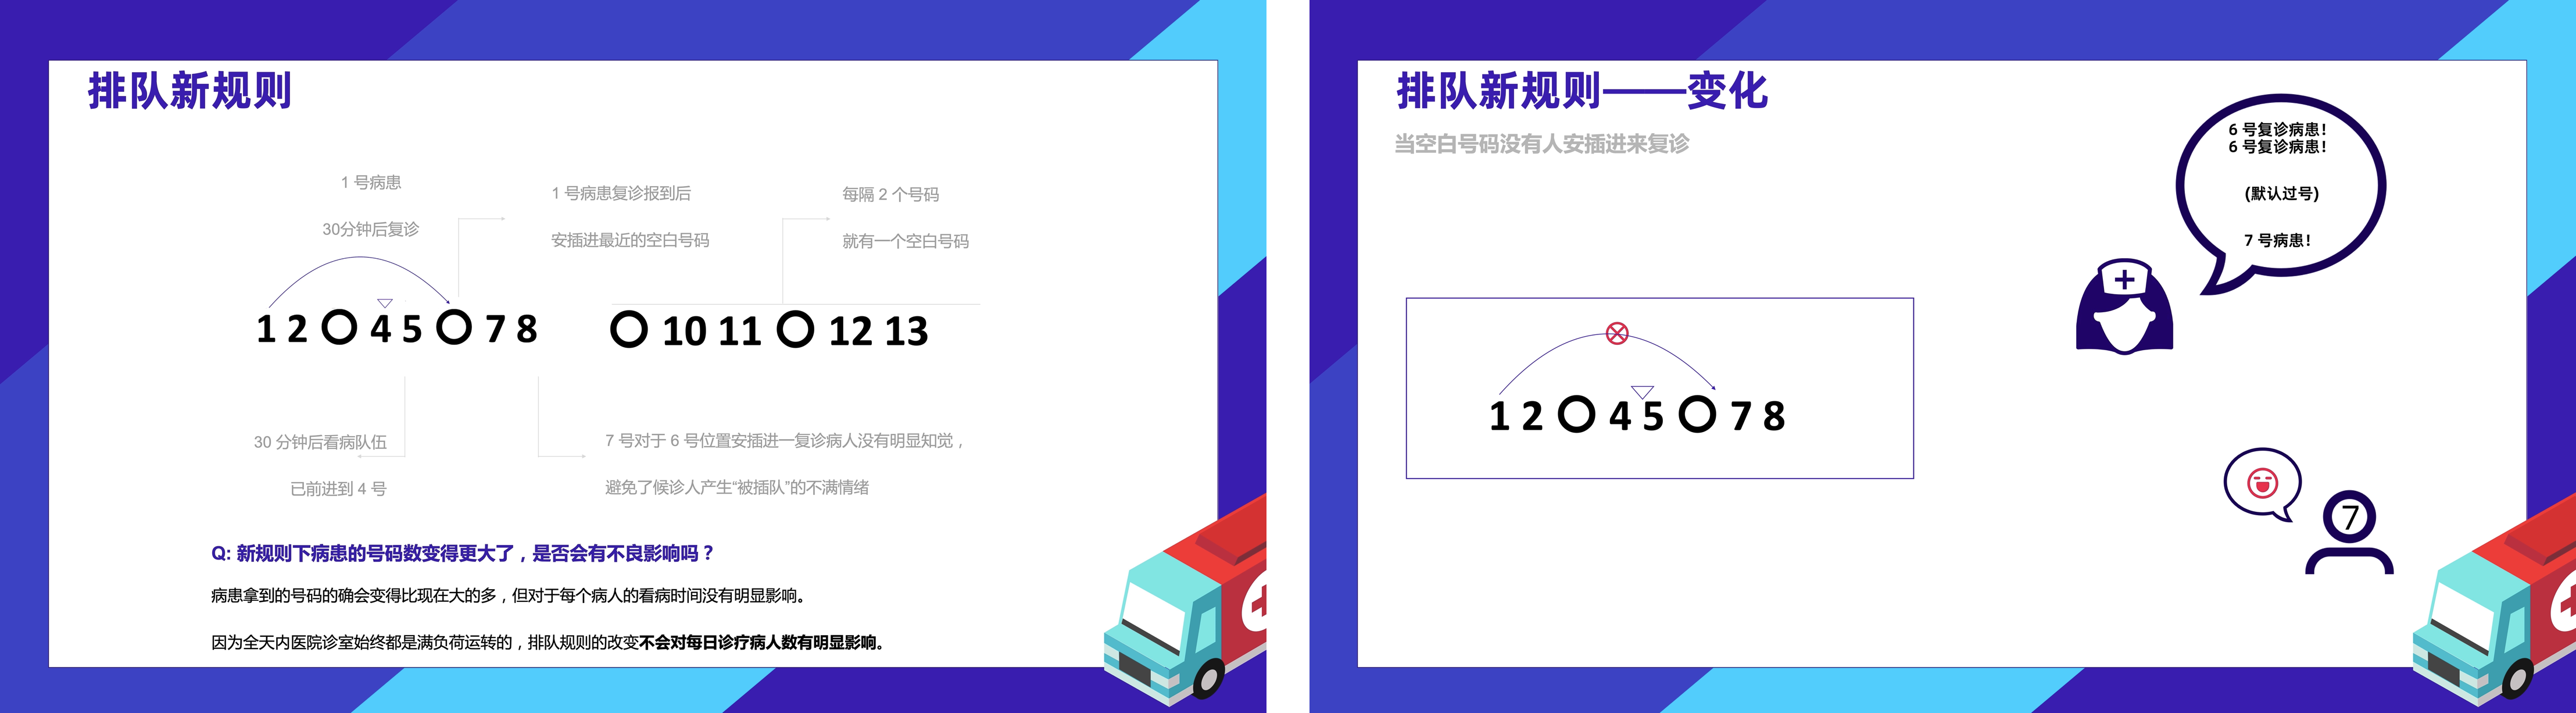 排队新规则
1 号病患
30分钟后复诊
1 号病患复诊报到后
安插进最近的空白号码
每隔 2 个号码
就有一个空白号码
1 2 O 4 5 O 7 8
O 10 11 O 12 13
30 分钟后看病队伍
已前进到 4 号
7 号对于 6 号位置安插进一复诊病人没有明显知觉，
避免了候诊人产生“被插队”的不满情绪
Q: 新规则下病患的号码数变得更大了，是否会有不良影响吗？
病患拿到的号码的确会变得比现在大的多，但对于每个病人的看病时间没有明显影响。
因为全天内医院诊室始终都是满负荷运转的，排队规则的改变不会对每日诊疗病人数有明显影响。
排队新规则——变化
当空白号码没有人安插进来复诊
6 号复诊病患！
6 号复诊病患！
(默认过号)
7 号病患！
1 2 O 4 5 O 7 8
7